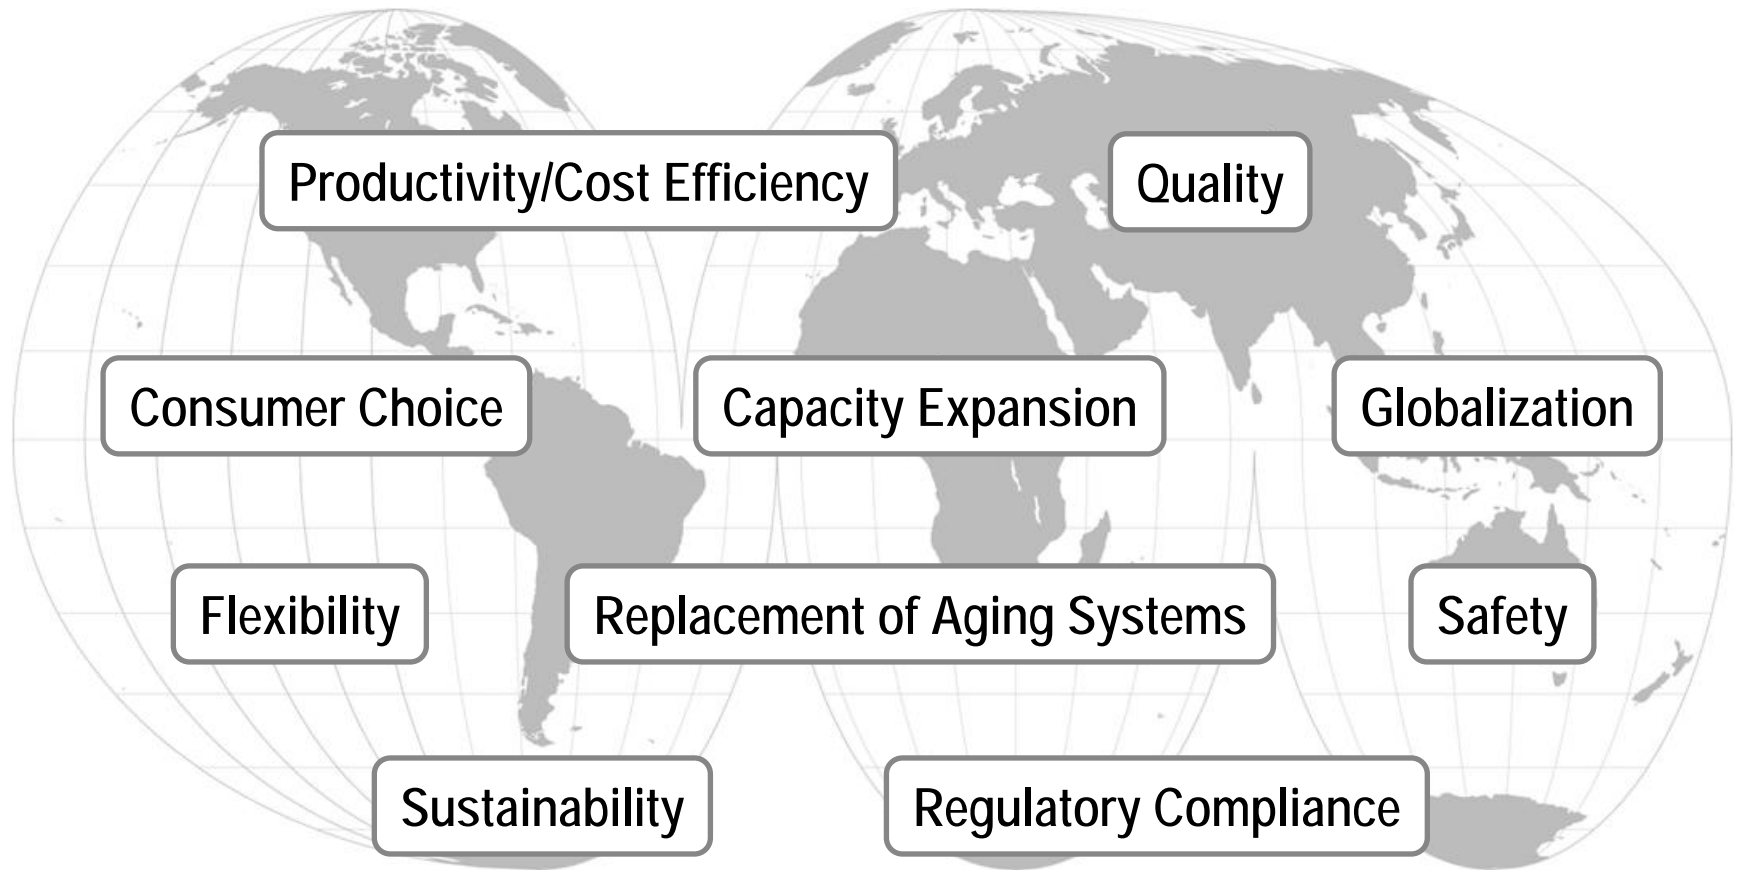 Productivity/Cost Efficiency
Quality
Consumer Choice
Capacity Expansion
Globalization
Flexibility
Replacement of Aging Systems
Safety
Sustainability
Regulatory Compliance